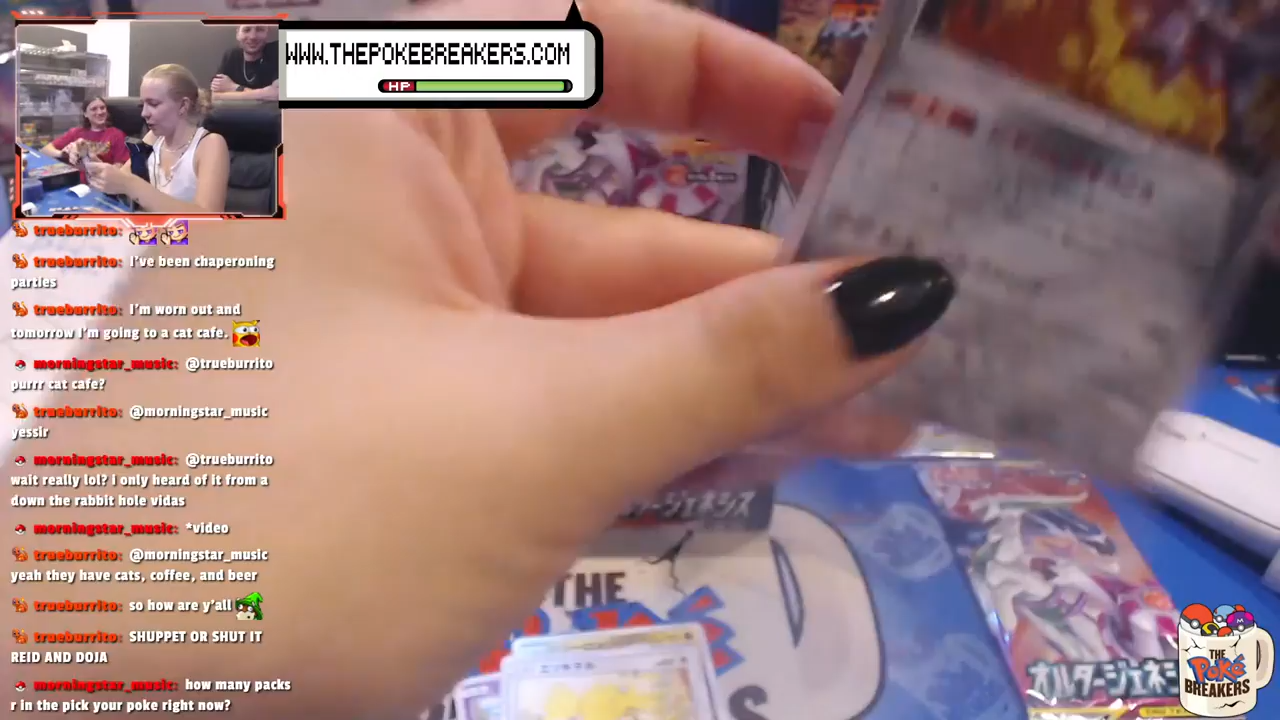 WWW.THEPOKEBREAKERS.COM
HP
trueburrito:
trueburrito: I've been chaperoning
parties
trueburrito: I'm worn out and
tomorrow I'm going to a cat cafe.
morningstar_music: @trueburrito
purrr cat cafe?
trueburrito: @morningstar_music
yessir
morningstar_music: @trueburrito
wait really lol? i only heard of it from a
down the rabbit hole vidas
morningstar_music: *video
trueburrito: @morningstar_music
yeah they have cats, coffee, and beer
trueburrito: so how are y'all
trueburrito: SHUPPET OR SHUT IT
REID AND DOJA
morningstar_music: how many packs
r in the pick your poke right now?
THE
オルタージェネ
THE
Poké
BREAKERS